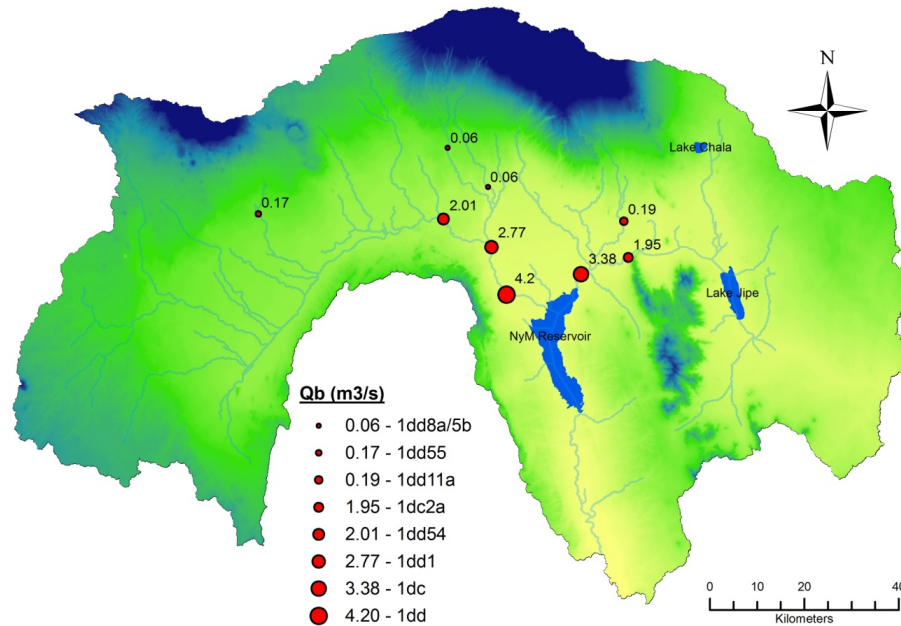 N
0.06
Lake Chala
0.06
0.17
2.01
0.19
2.77
1.95
3.38
4.2
Lake Jipe
NyM Reservoir
Qb (m3/s)
0.06 - 1dd8a/5b
0.17 - 1dd55
0.19 - 1dd11a
1.95 - 1dc2a
2.01 - 1dd54
2.77 - 1dd1
3.38 - 1dc
4.20 - 1dd
0 10 20 30 40
Kilometers